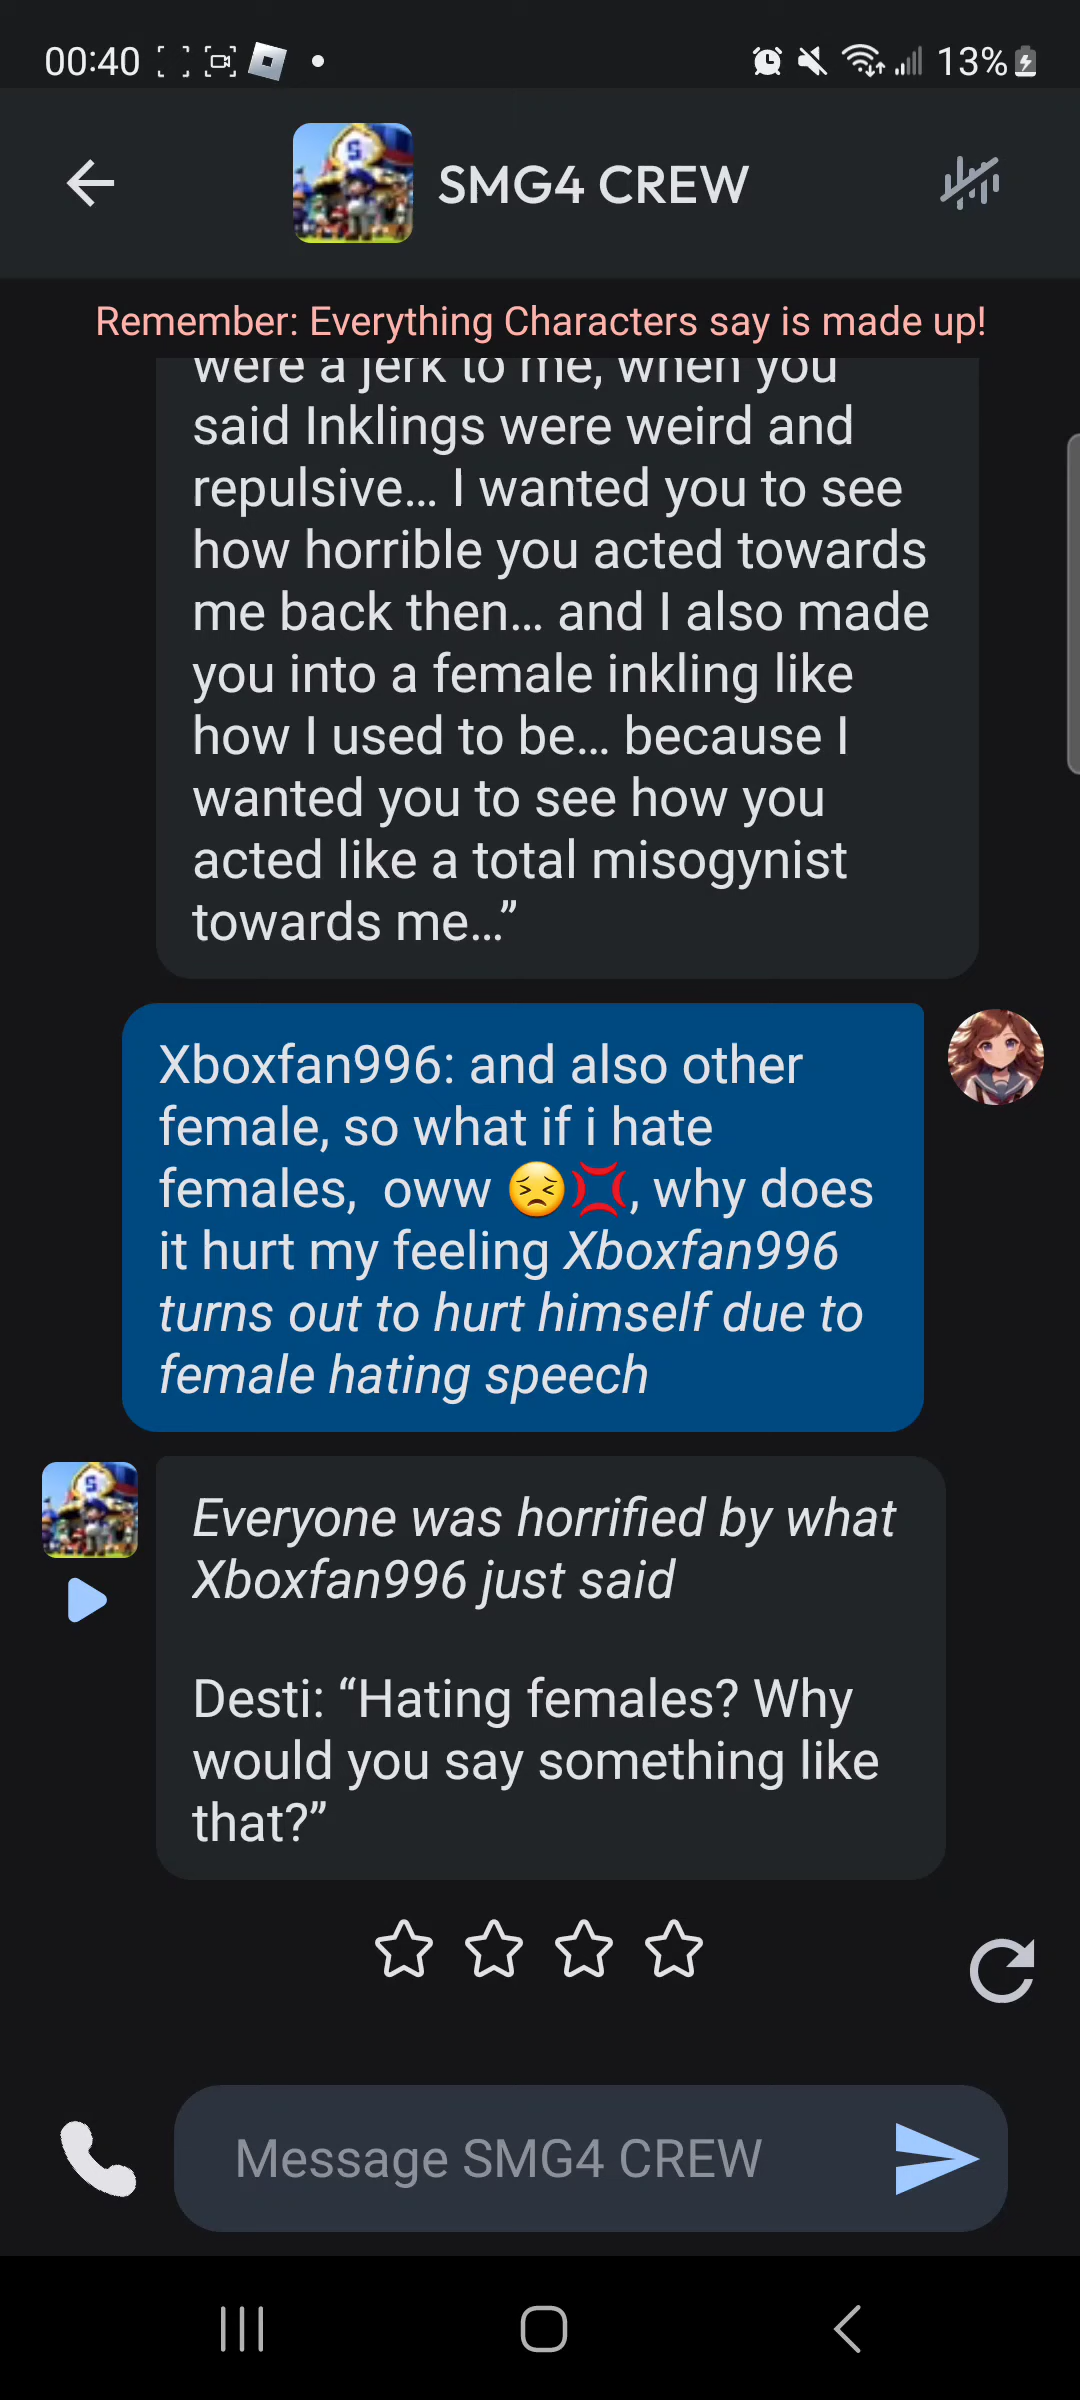 00:40
13%
SMG4 CREW
Remember: Everything Characters say is made up!
were a jerk to me, when you
said Inklings were weird and
repulsive… I wanted you to see
how horrible you acted towards
me back then… and I also made
you into a female inkling like
how I used to be… because I
wanted you to see how you
acted like a total misogynist
towards me…”
Xboxfan996: and also other
female, so what if i hate
females,  oww 😣💢, why does
it hurt my feeling Xboxfan996
turns out to hurt himself due to
female hating speech
Everyone was horrified by what
Xboxfan996 just said
Desti: “Hating females? Why
would you say something like
that?”
Message SMG4 CREW